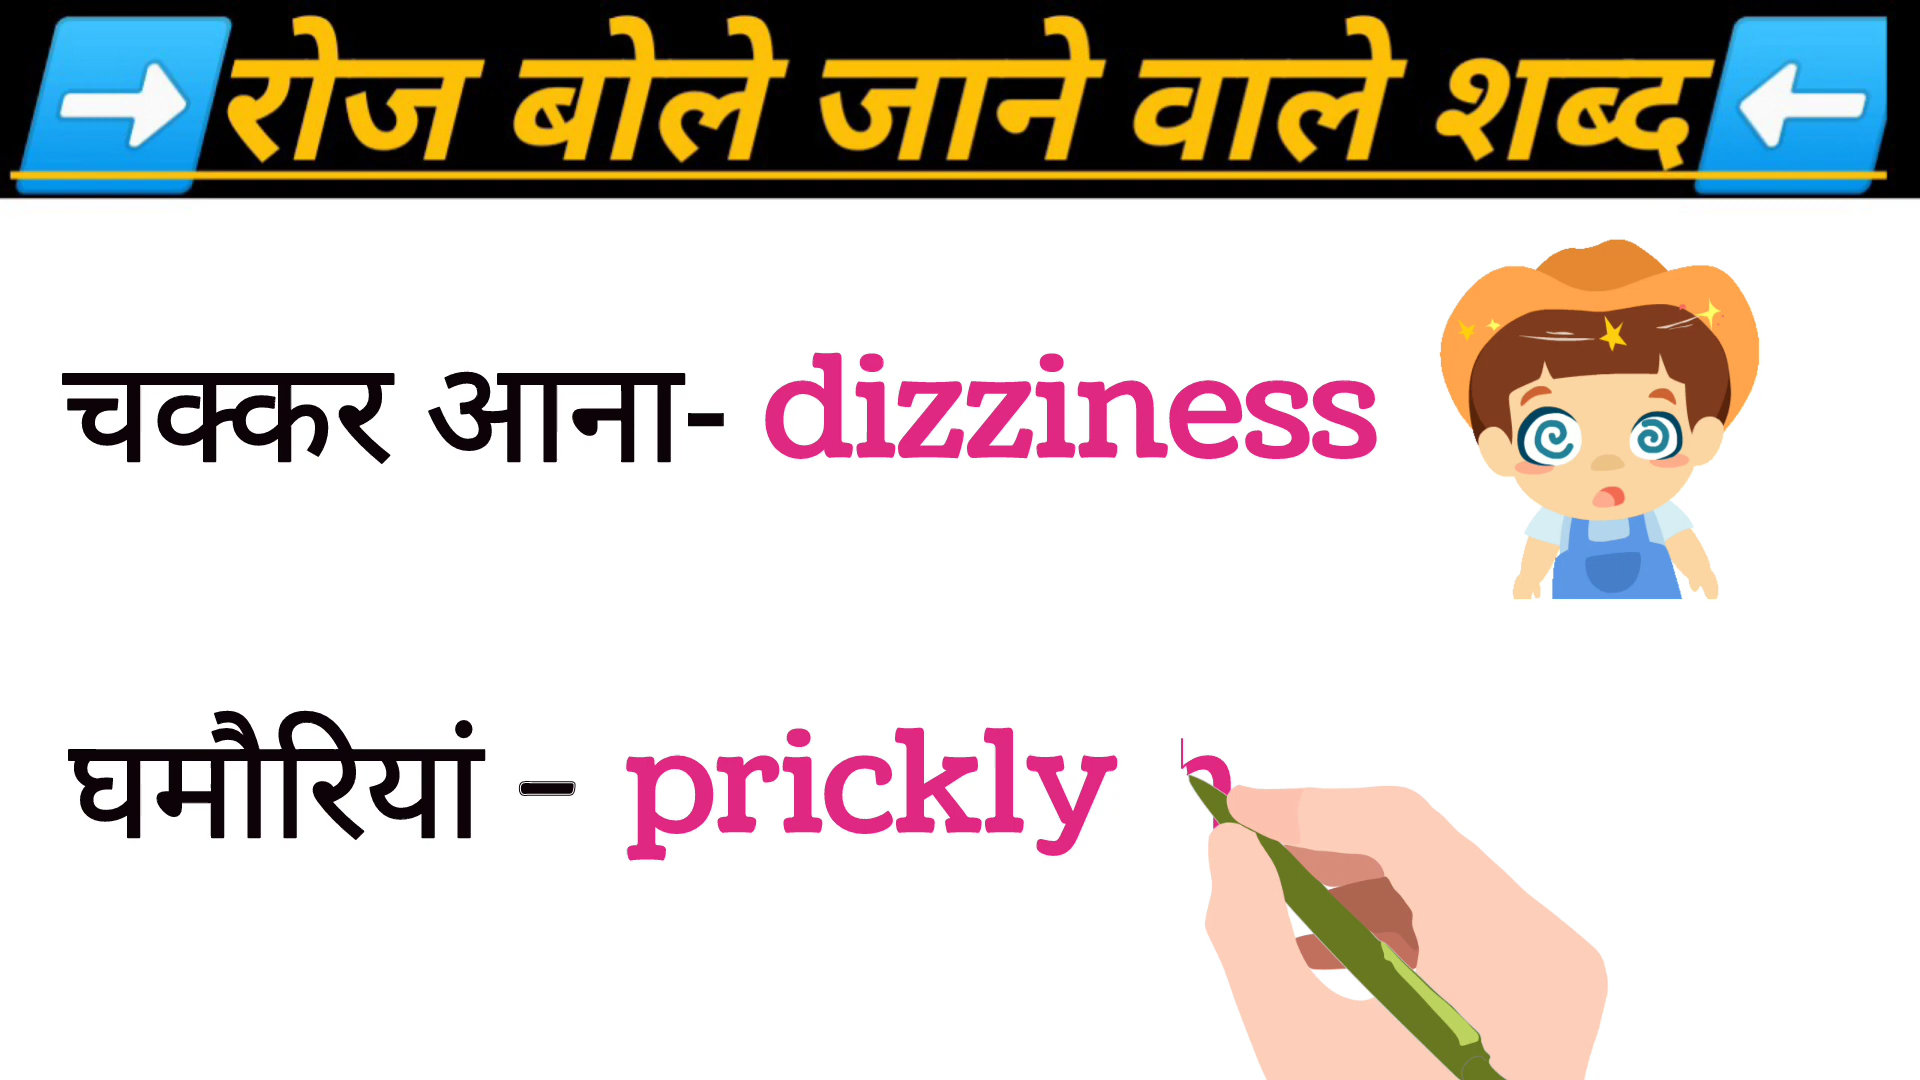 रोज बोले जाने वाले शब्द
चक्कर आना- dizziness
घमौरियां - prickly